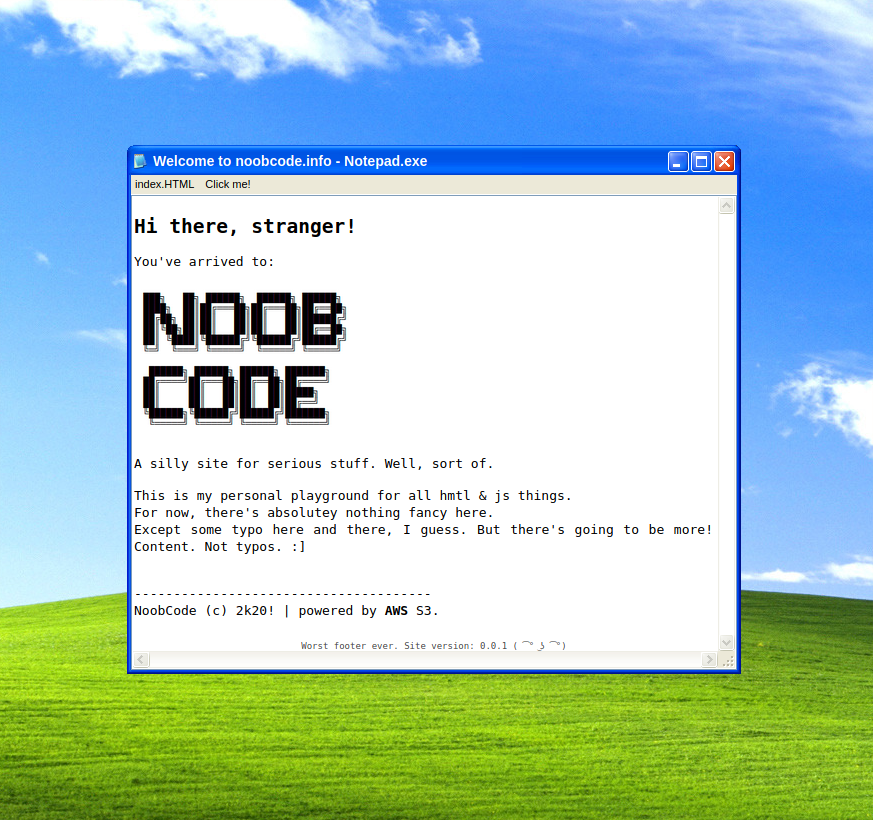 Welcome to noobcode.info - Notepad.exe
index.HTML Click me!
Hi there, stranger!
You've arrived to:
NOOB
CODE
A silly site for serious stuff. Well, sort of.
This is my personal playground for all hmtl & js things.
For now, there's absolutey nothing fancy here.
Except some typo here and there, I guess. But there's going to be more!
Content. Not typos. :]
--------------------------------------
NoobCode (c) 2k20! | powered by AWS S3.
Worst footer ever. Site version: 0.0.1 ( ͡° ͜ʖ ͡°)